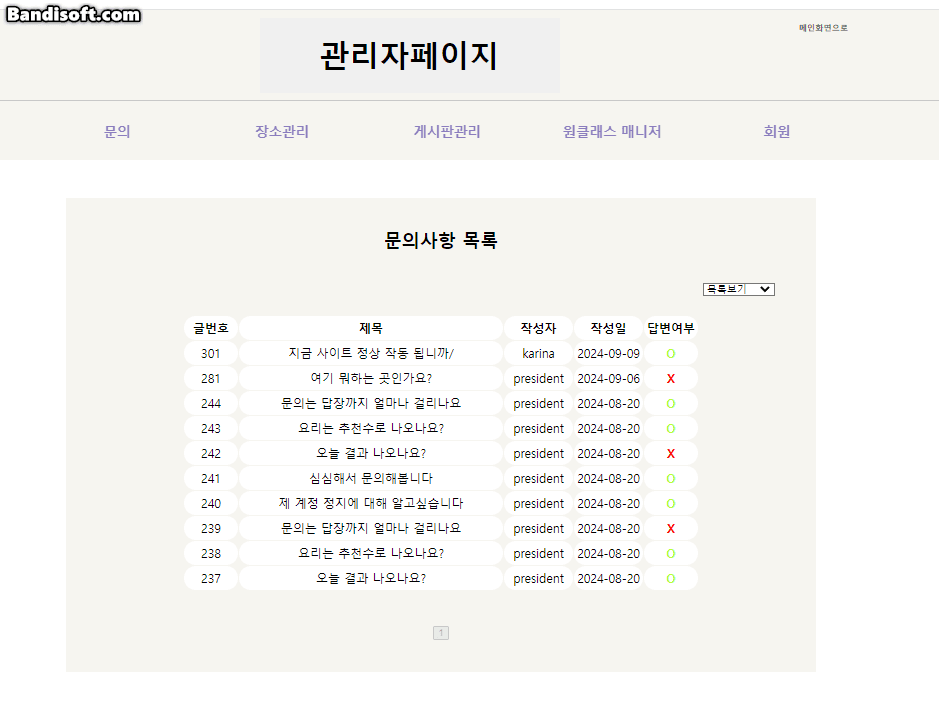 Bandisoft.com
메인화면으로
관리자페이지
문의 장소관리 게시판관리 원클래스 매니저 회원
문의사항 목록
목록보기
글번호 제목 작성자 작성일 답변여부
301 지금 사이트 정상 작동 됩니까/ karina 2024-09-09 O
281 여기 뭐하는 곳인가요? president 2024-09-06 X
244 문의는 답장까지 얼마나 걸리나요 president 2024-08-20 O
243 요리는 추천수로 나오나요? president 2024-08-20 O
242 오늘 결과 나오나요? president 2024-08-20 X
241 심심해서 문의해봅니다 president 2024-08-20 O
240 제 계정 정지에 대해 알고싶습니다 president 2024-08-20 O
239 문의는 답장까지 얼마나 걸리나요 president 2024-08-20 X
238 요리는 추천수로 나오나요? president 2024-08-20 O
237 오늘 결과 나오나요? president 2024-08-20 O
1